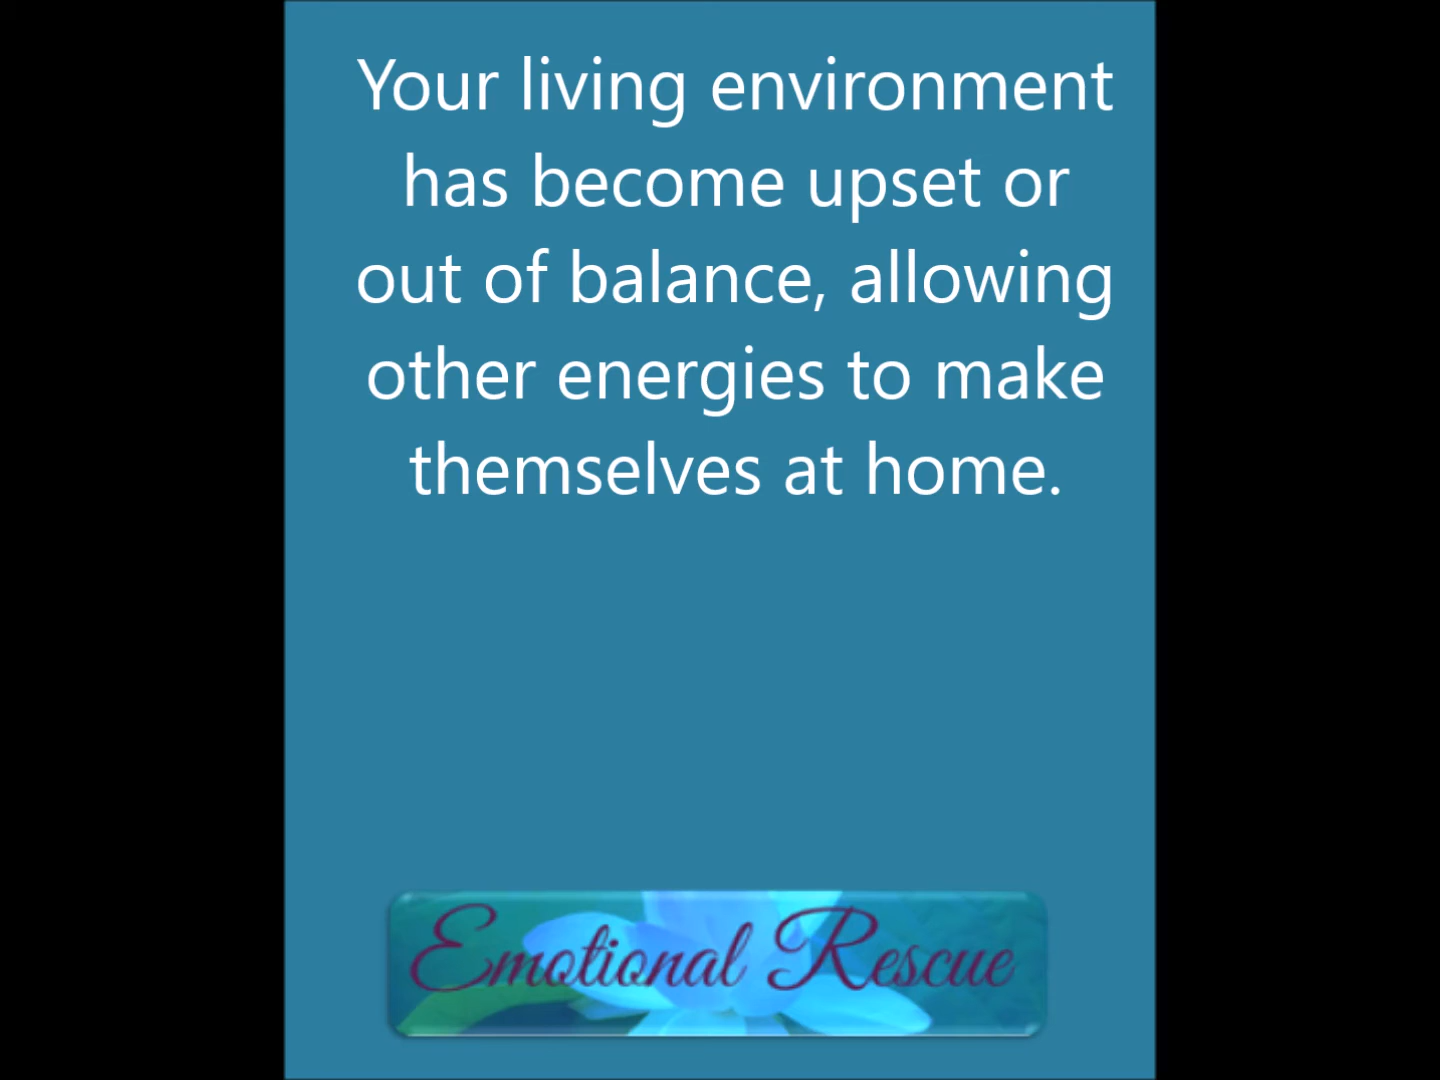 Your living environment
has become upset or
out of balance, allowing
other energies to make
themselves at home.
Emotional Rescue